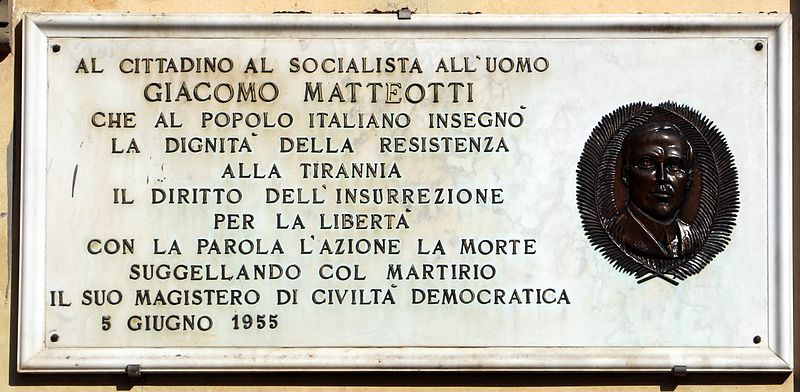 AL CITTADINO AL SOCIALISTA ALL'UOMO
GIACOMO MATTEOTTI
CHE AL POPOLO ITALIANO INSEGNÒ
LA DIGNITÀ DELLA RESISTENZA
ALLA TIRANNIA
IL DIRITTO DELL'INSURREZIONE
PER LA LIBERTÀ
CON LA PAROLA L'AZIONE LA MORTE
SUGGELLANDO COL MARTIRIO
IL SUO MAGISTERO DI CIVILTÀ DEMOCRATICA
5 GIUGNO 1955